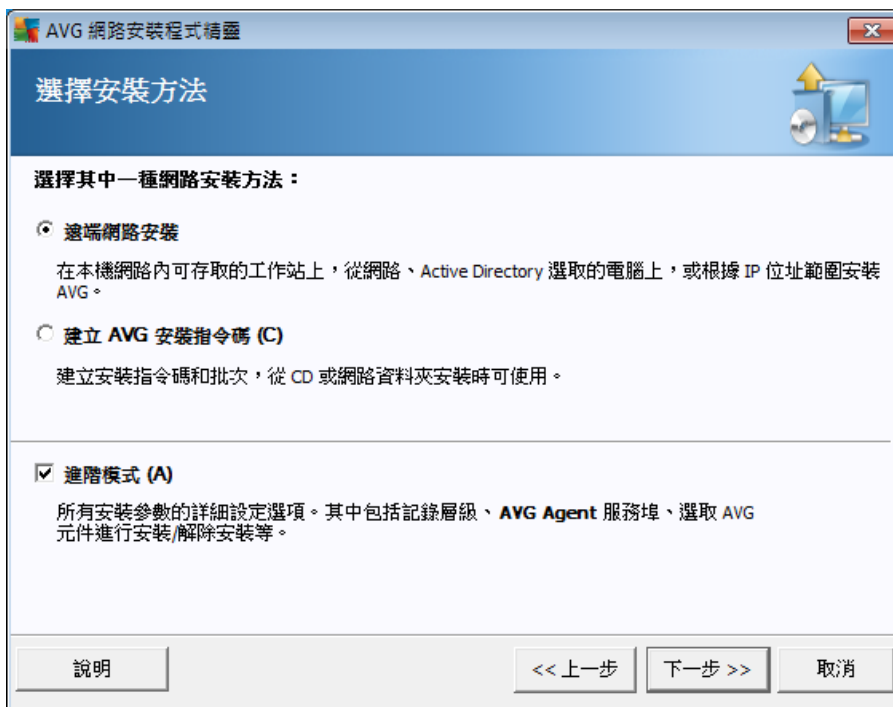 AVG 網路安裝程式精靈
選擇安裝方法
選擇其中一種網路安裝方法：
遠端網路安裝
在本機網路內可存取的工作站上，從網路、Active Directory 選取的電腦上，或根據 IP 位址範圍安裝
AVG。
建立 AVG 安裝指令碼 (C)
建立安裝指令碼和批次，從 CD 或網路資料夾安裝時可使用。
進階模式 (A)
所有安裝參數的詳細設定選項。其中包括記錄層級、AVG Agent 服務埠、選取 AVG
元件進行安裝/解除安裝等。
說明
<< 上一步
下一步 >>
取消